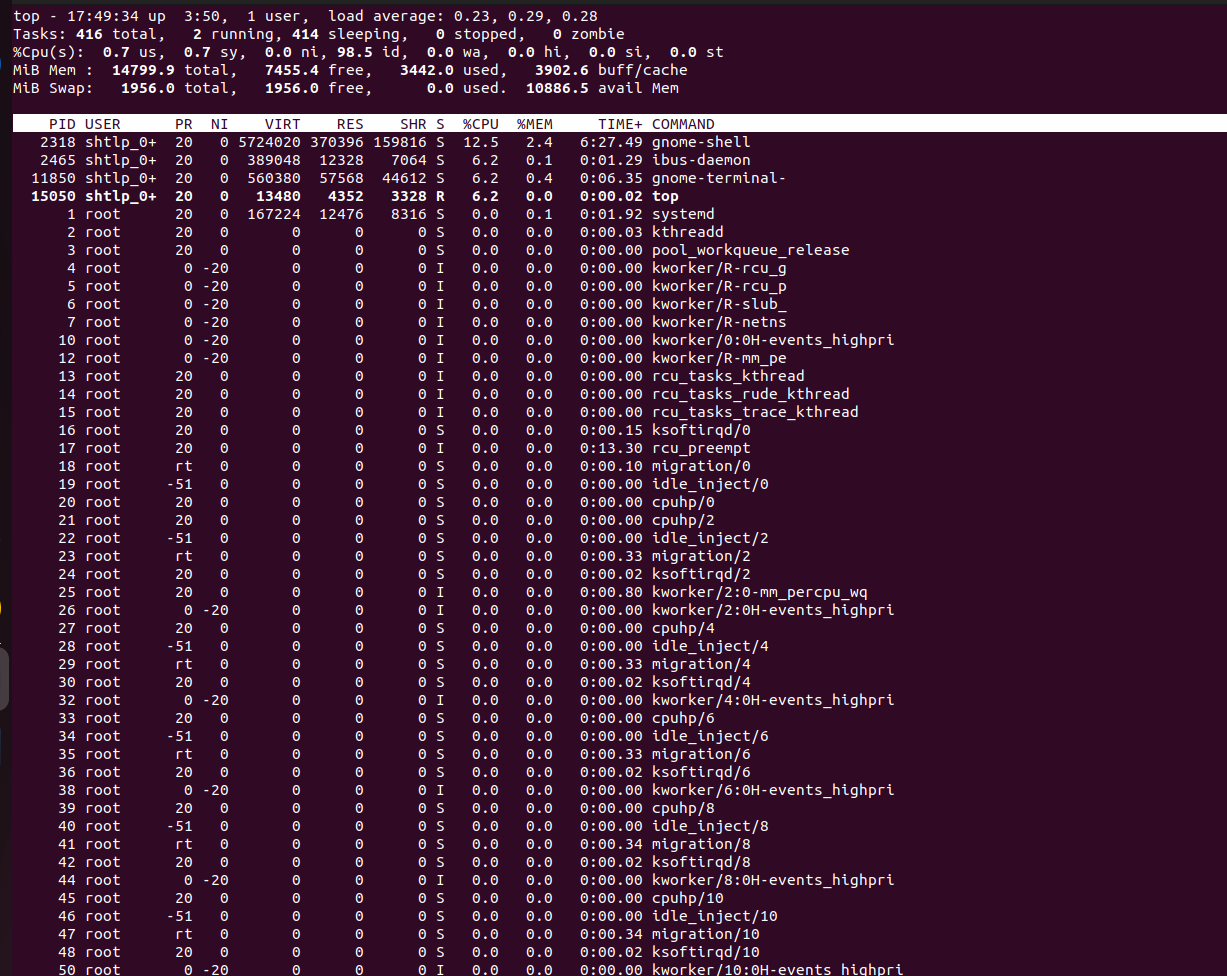 top - 17:49:34 up  3:50,  1 user,  load average: 0.23, 0.29, 0.28
Tasks: 416 total,   2 running, 414 sleeping,   0 stopped,   0 zombie
%Cpu(s):  0.7 us,  0.7 sy,  0.0 ni, 98.5 id,  0.0 wa,  0.0 hi,  0.0 si,  0.0 st
MiB Mem :  14799.9 total,   7455.4 free,   3442.0 used,   3902.6 buff/cache
MiB Swap:   1956.0 total,   1956.0 free,      0.0 used.  10886.5 avail Mem
PID USER      PR  NI    VIRT    RES    SHR S  %CPU  %MEM     TIME+ COMMAND
2318 shtlp_0+  20   0 5724020 370396 159816 S  12.5   2.4   6:27.49 gnome-shell
2465 shtlp_0+  20   0  389048  12328   7064 S   6.2   0.1   0:01.29 ibus-daemon
11850 shtlp_0+  20   0  560380  57568  44612 S   6.2   0.4   0:06.35 gnome-terminal-
15050 shtlp_0+  20   0   13480   4352   3328 R   6.2   0.0   0:00.02 top
1 root      20   0  167224  12476   8316 S   0.0   0.1   0:01.92 systemd
2 root      20   0       0      0      0 S   0.0   0.0   0:00.03 kthreadd
3 root      20   0       0      0      0 S   0.0   0.0   0:00.00 pool_workqueue_release
4 root       0 -20       0      0      0 I   0.0   0.0   0:00.00 kworker/R-rcu_g
5 root       0 -20       0      0      0 I   0.0   0.0   0:00.00 kworker/R-rcu_p
6 root       0 -20       0      0      0 I   0.0   0.0   0:00.00 kworker/R-slub_
7 root       0 -20       0      0      0 I   0.0   0.0   0:00.00 kworker/R-netns
10 root       0 -20       0      0      0 I   0.0   0.0   0:00.00 kworker/0:0H-events_highpri
12 root       0 -20       0      0      0 I   0.0   0.0   0:00.00 kworker/R-mm_pe
13 root      20   0       0      0      0 I   0.0   0.0   0:00.00 rcu_tasks_kthread
14 root      20   0       0      0      0 I   0.0   0.0   0:00.00 rcu_tasks_rude_kthread
15 root      20   0       0      0      0 I   0.0   0.0   0:00.00 rcu_tasks_trace_kthread
16 root      20   0       0      0      0 S   0.0   0.0   0:00.15 ksoftirqd/0
17 root      20   0       0      0      0 I   0.0   0.0   0:13.30 rcu_preempt
18 root      rt   0       0      0      0 S   0.0   0.0   0:00.10 migration/0
19 root     -51   0       0      0      0 S   0.0   0.0   0:00.00 idle_inject/0
20 root      20   0       0      0      0 S   0.0   0.0   0:00.00 cpuhp/0
21 root      20   0       0      0      0 S   0.0   0.0   0:00.00 cpuhp/2
22 root     -51   0       0      0      0 S   0.0   0.0   0:00.00 idle_inject/2
23 root      rt   0       0      0      0 S   0.0   0.0   0:00.33 migration/2
24 root      20   0       0      0      0 S   0.0   0.0   0:00.02 ksoftirqd/2
25 root      20   0       0      0      0 I   0.0   0.0   0:00.80 kworker/2:0-mm_percpu_wq
26 root       0 -20       0      0      0 I   0.0   0.0   0:00.00 kworker/2:0H-events_highpri
27 root      20   0       0      0      0 S   0.0   0.0   0:00.00 cpuhp/4
28 root     -51   0       0      0      0 S   0.0   0.0   0:00.00 idle_inject/4
29 root      rt   0       0      0      0 S   0.0   0.0   0:00.33 migration/4
30 root      20   0       0      0      0 S   0.0   0.0   0:00.02 ksoftirqd/4
32 root       0 -20       0      0      0 I   0.0   0.0   0:00.00 kworker/4:0H-events_highpri
33 root      20   0       0      0      0 S   0.0   0.0   0:00.00 cpuhp/6
34 root     -51   0       0      0      0 S   0.0   0.0   0:00.00 idle_inject/6
35 root      rt   0       0      0      0 S   0.0   0.0   0:00.33 migration/6
36 root      20   0       0      0      0 S   0.0   0.0   0:00.02 ksoftirqd/6
38 root       0 -20       0      0      0 I   0.0   0.0   0:00.00 kworker/6:0H-events_highpri
39 root      20   0       0      0      0 S   0.0   0.0   0:00.00 cpuhp/8
40 root     -51   0       0      0      0 S   0.0   0.0   0:00.00 idle_inject/8
41 root      rt   0       0      0      0 S   0.0   0.0   0:00.34 migration/8
42 root      20   0       0      0      0 S   0.0   0.0   0:00.02 ksoftirqd/8
44 root       0 -20       0      0      0 I   0.0   0.0   0:00.00 kworker/8:0H-events_highpri
45 root      20   0       0      0      0 S   0.0   0.0   0:00.00 cpuhp/10
46 root     -51   0       0      0      0 S   0.0   0.0   0:00.00 idle_inject/10
47 root      rt   0       0      0      0 S   0.0   0.0   0:00.34 migration/10
48 root      20   0       0      0      0 S   0.0   0.0   0:00.02 ksoftirqd/10
50 root       0 -20       0      0      0 I   0.0   0.0   0:00.00 kworker/10:0H-events_highpri